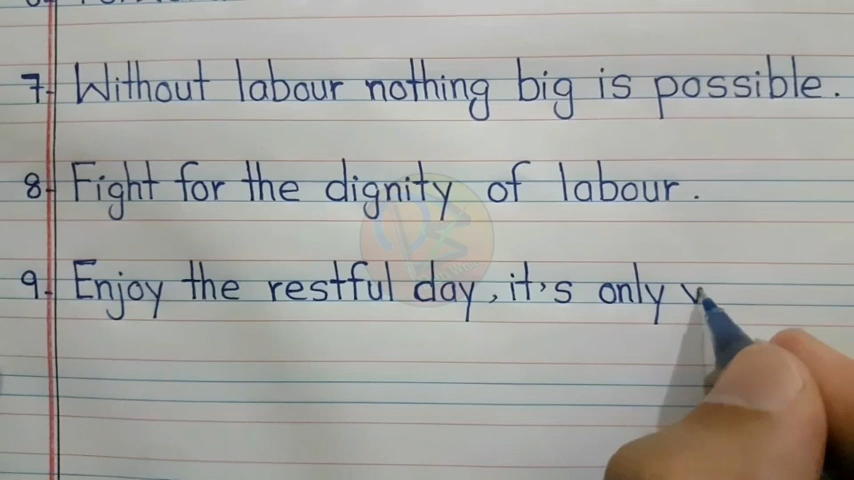 7. Without labour nothing big is possible.
8. Fight for the dignity of labour.
9. Enjoy the restful day, it's only